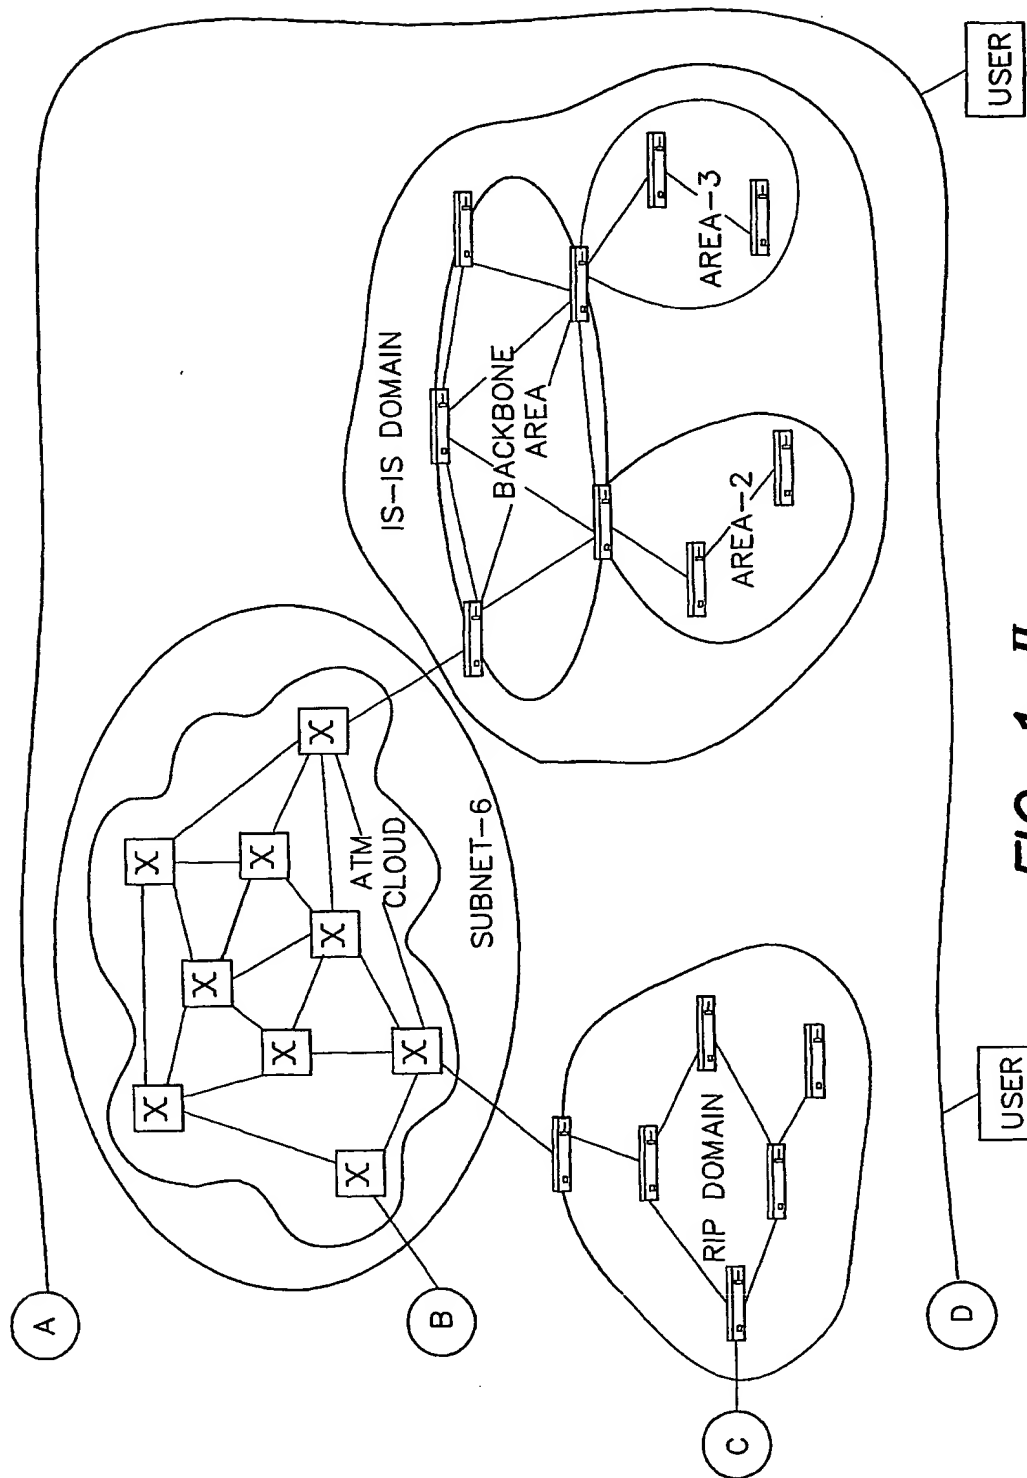 A
ATM
CLOUD
IS-IS DOMAIN
B
SUBNET-6
BACKBONE
AREA
RIP DOMAIN
AREA-3
AREA-2
C
D
USER
USER
FIG. 1-II